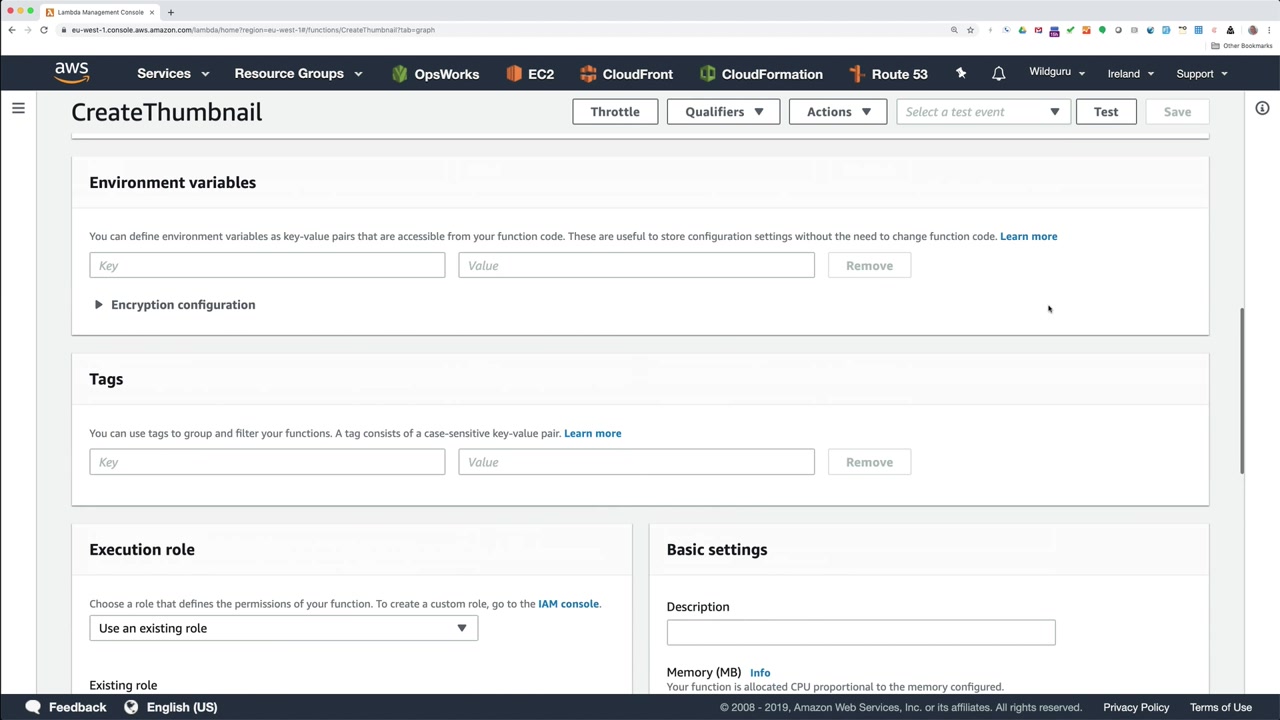 Lambda Management Console
eu-west-1.console.aws.amazon.com/lambda/home?region=eu-west-1#/functions/CreateThumbnail?tab=graph
Other Bookmarks
aws
Services
Resource Groups
OpsWorks
EC2
CloudFront
CloudFormation
Route 53
Wildguru
Ireland
Support
CreateThumbnail
Throttle
Qualifiers
Actions
Select a test event
Test
Save
Environment variables
You can define environment variables as key-value pairs that are accessible from your function code. These are useful to store configuration settings without the need to change function code. Learn more
Key
Value
Remove
Encryption configuration
Tags
You can use tags to group and filter your functions. A tag consists of a case-sensitive key-value pair. Learn more
Key
Value
Remove
Execution role
Choose a role that defines the permissions of your function. To create a custom role, go to the IAM console.
Use an existing role
Existing role
Basic settings
Description
Memory (MB) Info
Your function is allocated CPU proportional to the memory configured.
Feedback
English (US)
© 2008 - 2019, Amazon Web Services, Inc. or its affiliates. All rights reserved.
Privacy Policy
Terms of Use